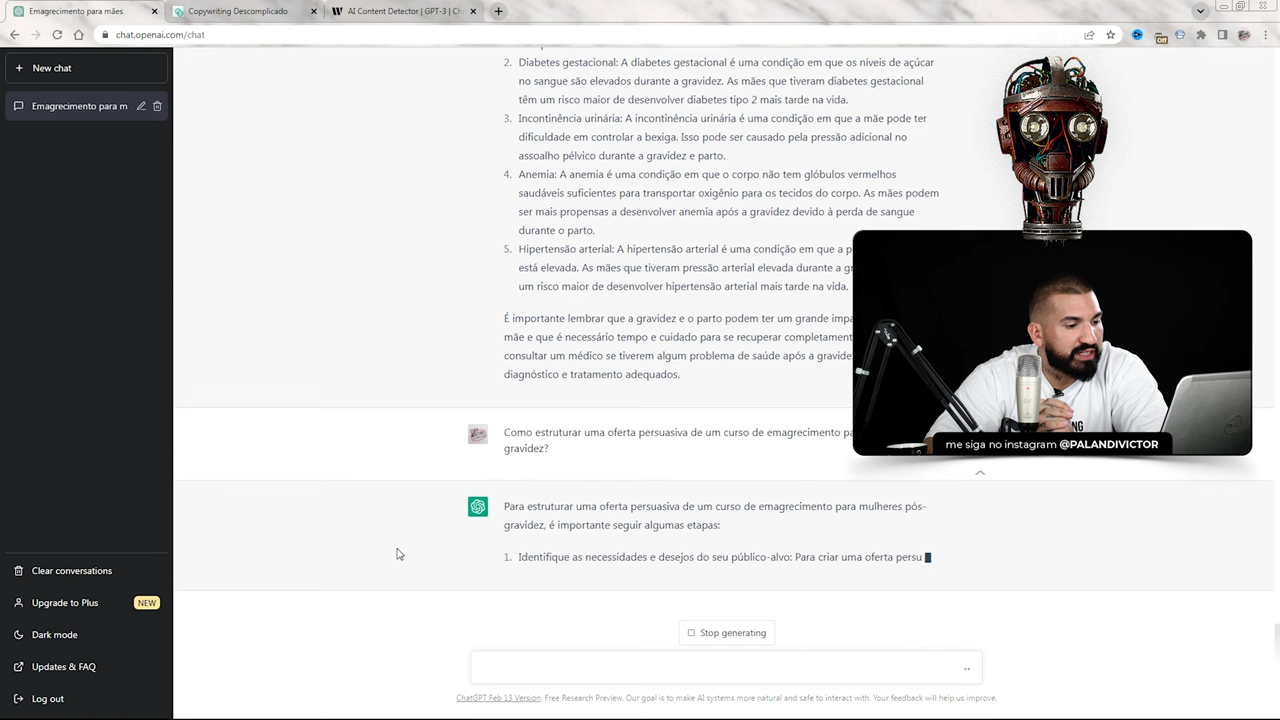 Emagrecimento para mães
Copywriting Descomplicado
AI Content Detector | GPT-3 | Ch
chat.openai.com/chat
Off
New chat
Emagrecimento para m
2. Diabetes gestacional: A diabetes gestacional é uma condição em que os níveis de açúcar
no sangue são elevados durante a gravidez. As mães que tiveram diabetes gestacional
têm um risco maior de desenvolver diabetes tipo 2 mais tarde na vida.
3. Incontinência urinária: A incontinência urinária é uma condição em que a mãe pode ter
dificuldade em controlar a bexiga. Isso pode ser causado pela pressão adicional no
assoalho pélvico durante a gravidez e parto.
4. Anemia: A anemia é uma condição em que o corpo não tem glóbulos vermelhos
saudáveis suficientes para transportar oxigênio para os tecidos do corpo. As mães podem
ser mais propensas a desenvolver anemia após a gravidez devido à perda de sangue
durante o parto.
5. Hipertensão arterial: A hipertensão arterial é uma condição em que a p
está elevada. As mães que tiveram pressão arterial elevada durante a gr
um risco maior de desenvolver hipertensão arterial mais tarde na vida.
É importante lembrar que a gravidez e o parto podem ter um grande impa
mãe e que é necessário tempo e cuidado para se recuperar completament
consultar um médico se tiverem algum problema de saúde após a gravide
diagnóstico e tratamento adequados.
Como estruturar uma oferta persuasiva de um curso de emagrecimento pa
gravidez?
me siga no instagram @PALANDIVICTOR
Para estruturar uma oferta persuasiva de um curso de emagrecimento para mulheres pós-
gravidez, é importante seguir algumas etapas:
1. Identifique as necessidades e desejos do seu público-alvo: Para criar uma oferta persu
Clear conversations
Upgrade to Plus NEW
Dark mode
Updates & FAQ
Log out
Stop generating
ChatGPT Feb 13 Version. Free Research Preview. Our goal is to make AI systems more natural and safe to interact with. Your feedback will help us improve.